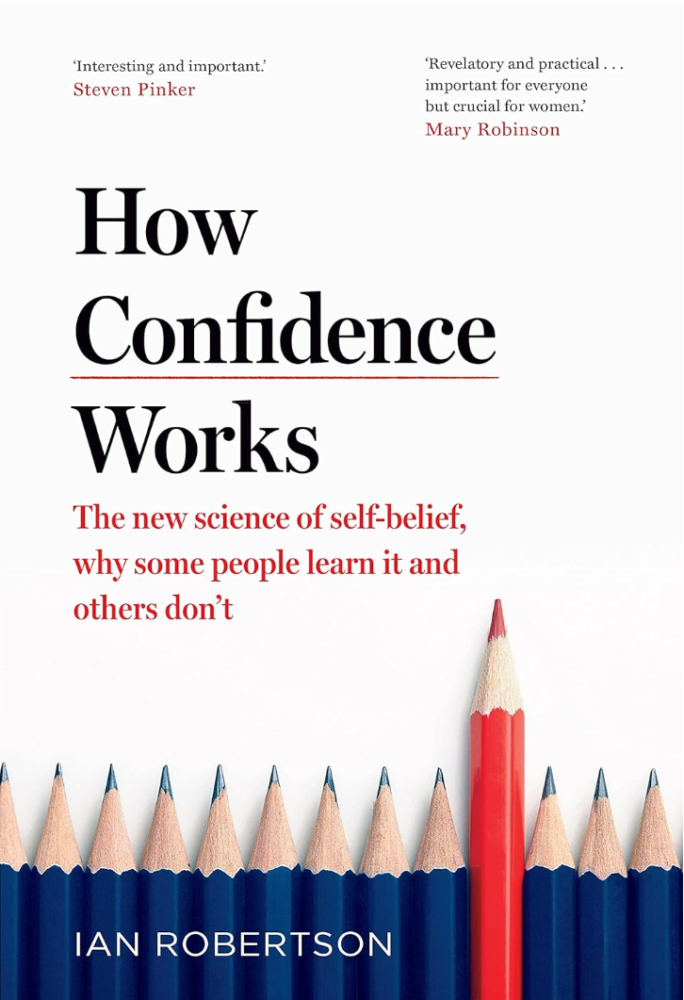 ‘Interesting and important.’
Steven Pinker
‘Revelatory and practical . . .
important for everyone
but crucial for women.’
Mary Robinson
How
Confidence
Works
The new science of self-belief,
why some people learn it and
others don’t
IAN ROBERTSON